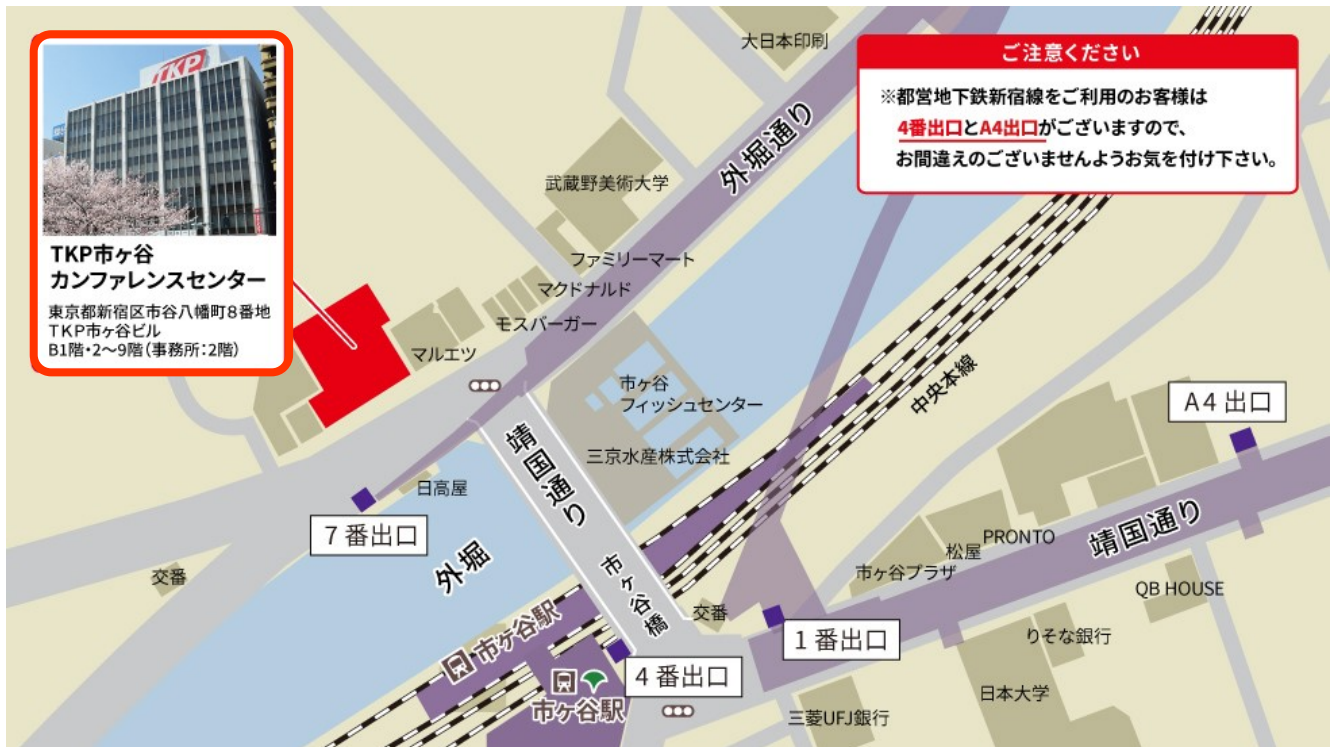 TKP
TKP市ヶ谷
カンファレンスセンター
東京都新宿区市谷八幡町8番地
TKP市ヶ谷ビル
B1階・2～9階(事務所:2階)
ご注意ください
※都営地下鉄新宿線をご利用のお客様は
4番出口とA4出口がございますので、
お間違えのございませんようお気を付け下さい。
大日本印刷
外堀通り
武蔵野美術大学
ファミリーマート
マクドナルド
モスバーガー
マルエツ
市ヶ谷
フィッシュセンター
三京水産株式会社
中央本線
A4出口
靖国通り
日高屋
7番出口
外堀
交番
市ヶ谷橋
交番
靖国通り
PRONTO
松屋
市ヶ谷プラザ
QB HOUSE
りそな銀行
1番出口
市ケ谷駅
4番出口
市ケ谷駅
日本大学
三菱UFJ銀行